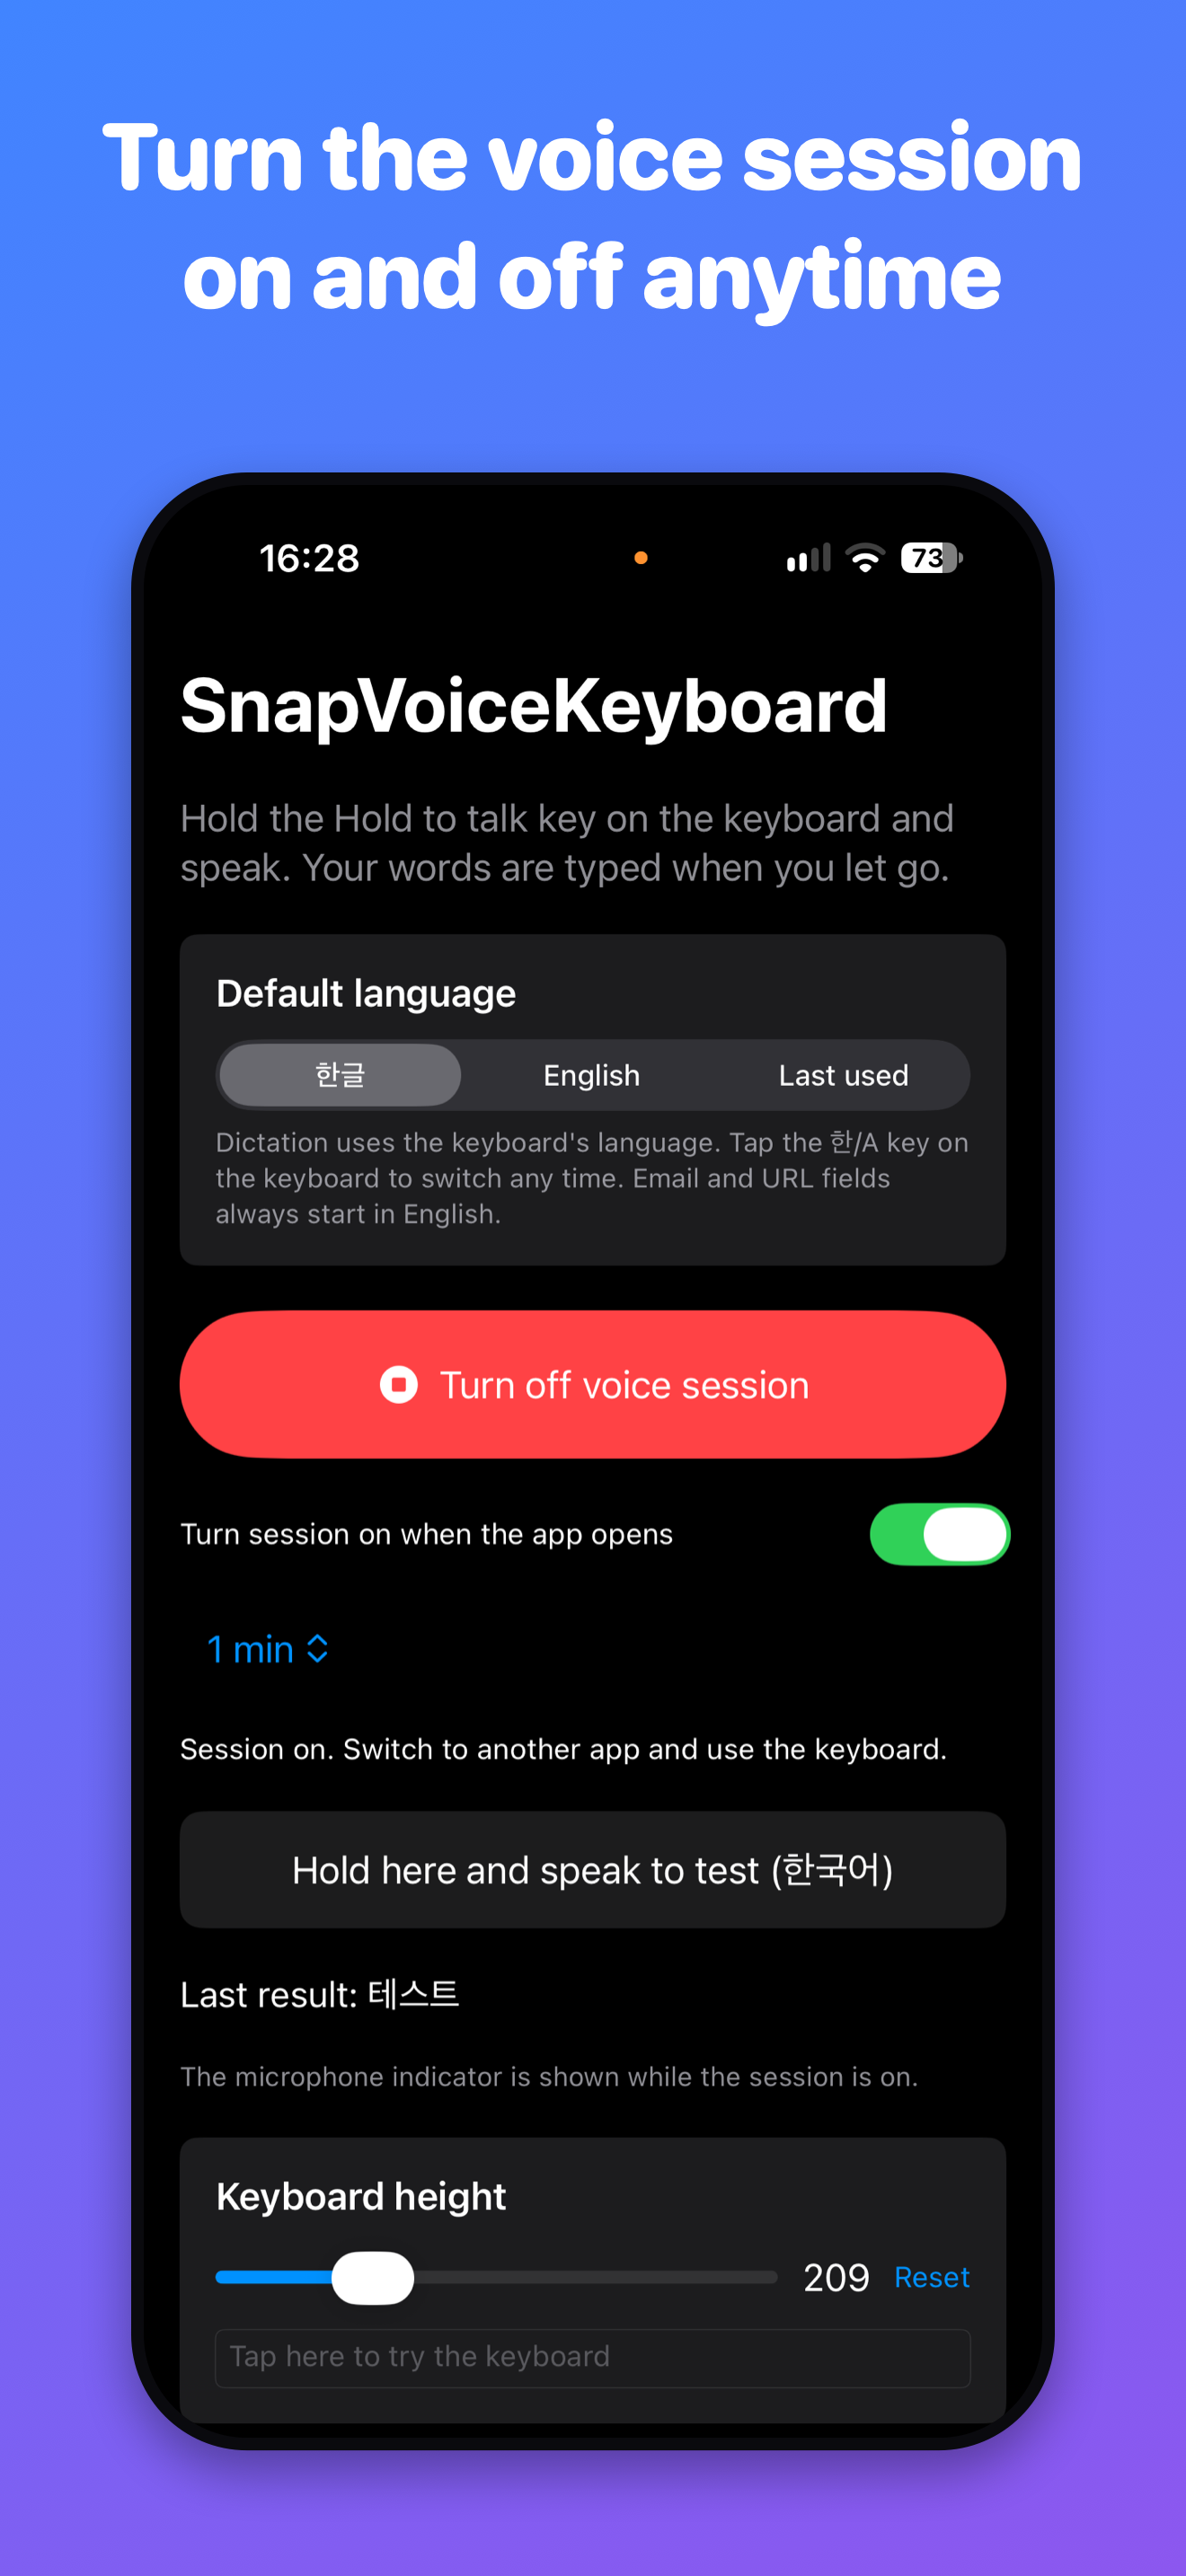 Turn the voice session
on and off anytime
16:28
73
SnapVoiceKeyboard
Hold the Hold to talk key on the keyboard and
speak. Your words are typed when you let go.
Default language
한글 English Last used
Dictation uses the keyboard's language. Tap the 한/A key on
the keyboard to switch any time. Email and URL fields
always start in English.
Turn off voice session
Turn session on when the app opens
1 min
Session on. Switch to another app and use the keyboard.
Hold here and speak to test (한국어)
Last result: 테스트
The microphone indicator is shown while the session is on.
Keyboard height
209 Reset
Tap here to try the keyboard